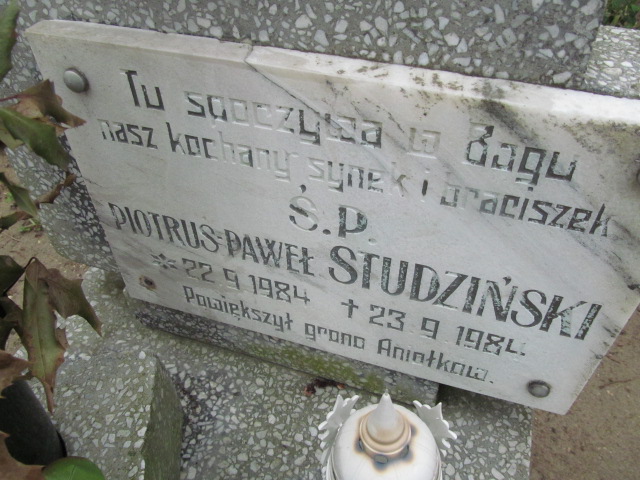 Tu spoczywa w Bogu
nasz kochany synek i braciszek
Ś.P.
PIOTRUŚ-PAWEŁ STUDZIŃSKI
* 22.9.1984 ✝ 23.9.1984.
Powiększył grono Aniołków.